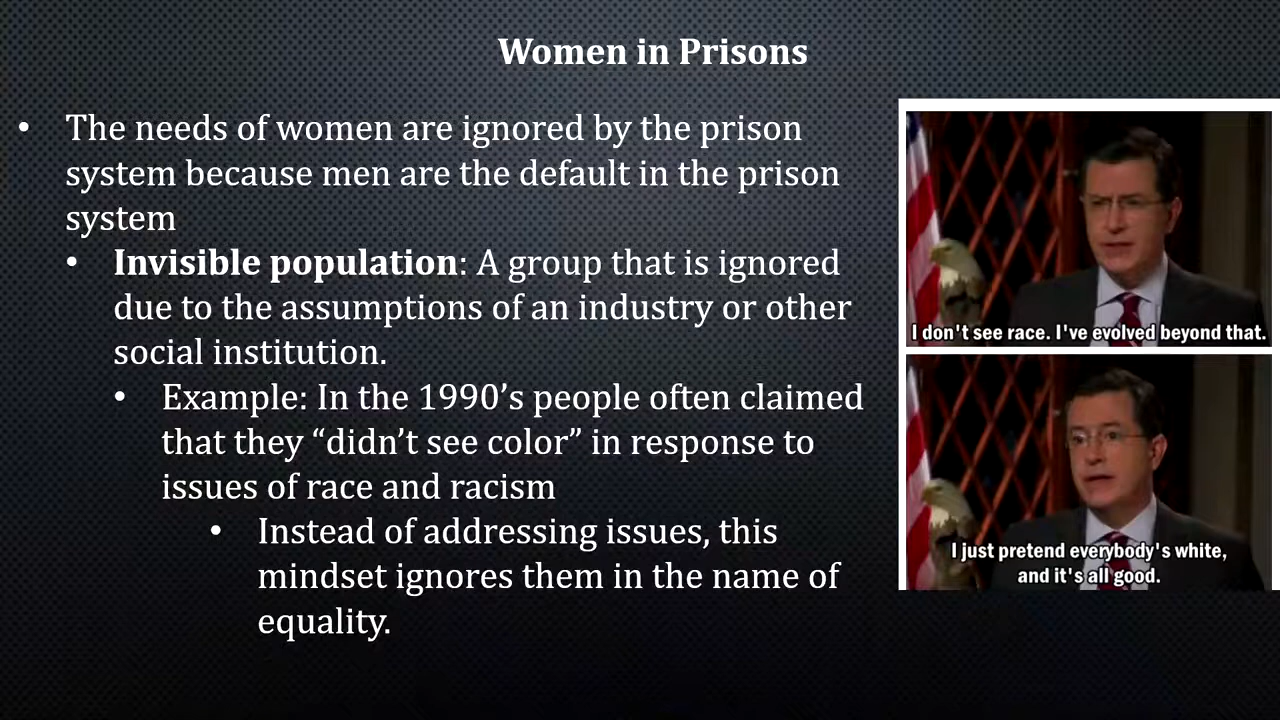 Women in Prisons
• The needs of women are ignored by the prison
system because men are the default in the prison
system
• Invisible population: A group that is ignored
due to the assumptions of an industry or other
social institution.
• Example: In the 1990’s people often claimed
that they “didn’t see color” in response to
issues of race and racism
• Instead of addressing issues, this
mindset ignores them in the name of
equality.
I don't see race. I've evolved beyond that.
I just pretend everybody's white,
and it's all good.